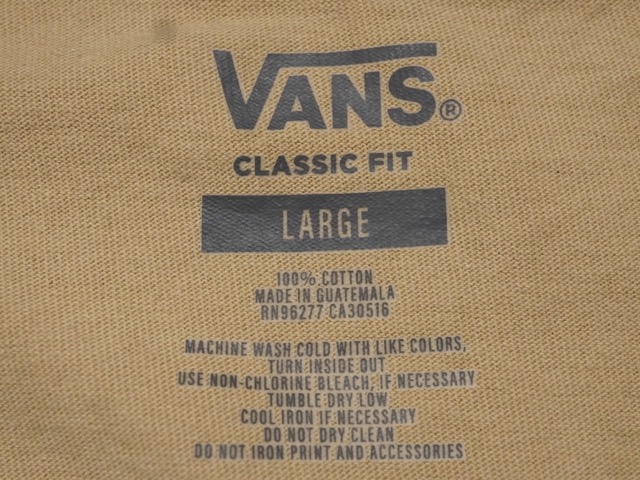 VANS®
CLASSIC FIT
LARGE
100% COTTON
MADE IN GUATEMALA
RN96277 CA30516
MACHINE WASH COLD WITH LIKE COLORS,
TURN INSIDE OUT
USE NON-CHLORINE BLEACH, IF NECESSARY
TUMBLE DRY LOW
COOL IRON IF NECESSARY
DO NOT DRY CLEAN
DO NOT IRON PRINT AND ACCESSORIES